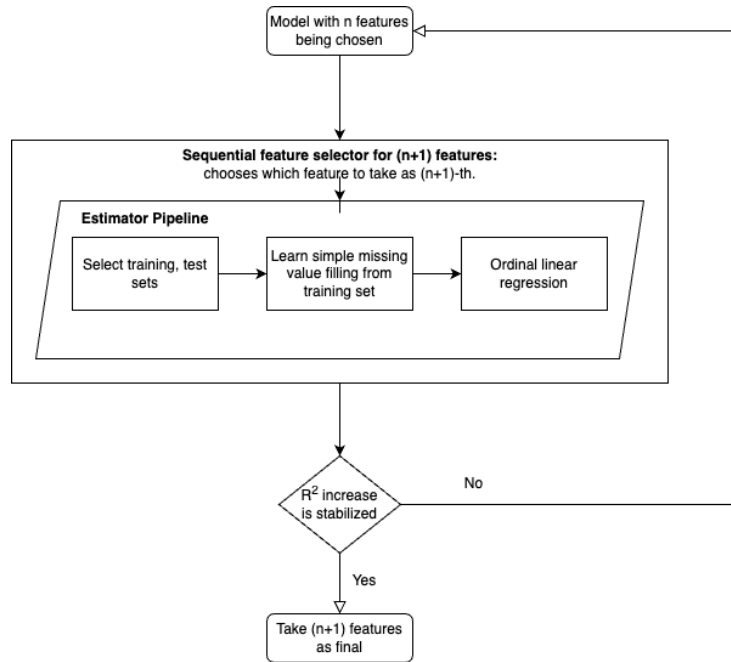 Model with n features
being chosen
Sequential feature selector for (n+1) features:
chooses which feature to take as (n+1)-th.
Estimator Pipeline
Select training, test
sets
Learn simple missing
value filling from
training set
Ordinal linear
regression
R² increase
is stabilized
No
Yes
Take (n+1) features
as final